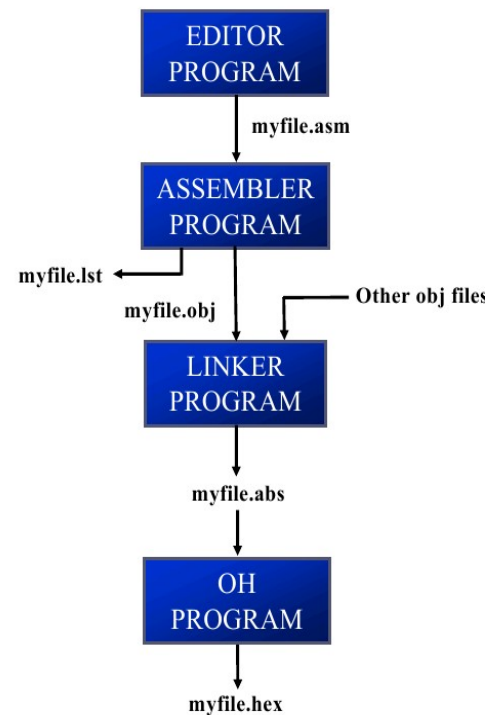 EDITOR
PROGRAM
myfile.asm
ASSEMBLER
PROGRAM
myfile.lst
myfile.obj
Other obj files
LINKER
PROGRAM
myfile.abs
OH
PROGRAM
myfile.hex